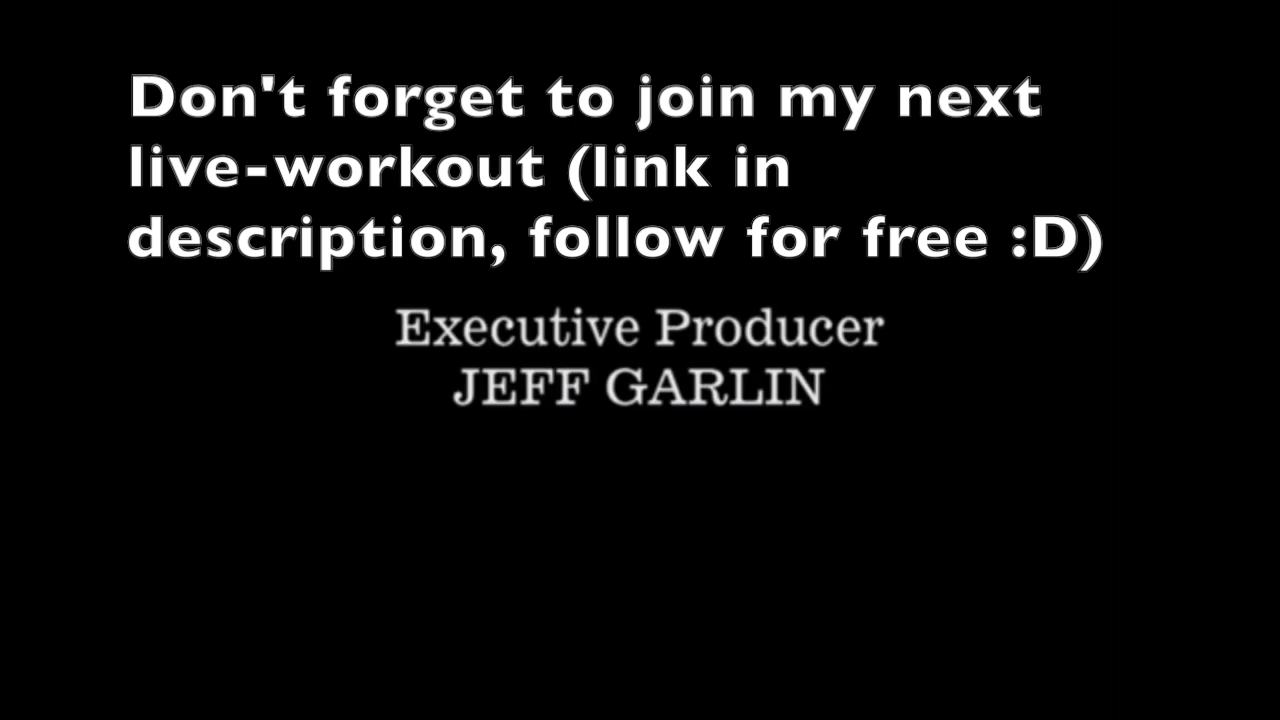 Don't forget to join my next
live-workout (link in
description, follow for free :D)
Executive Producer
JEFF GARLIN